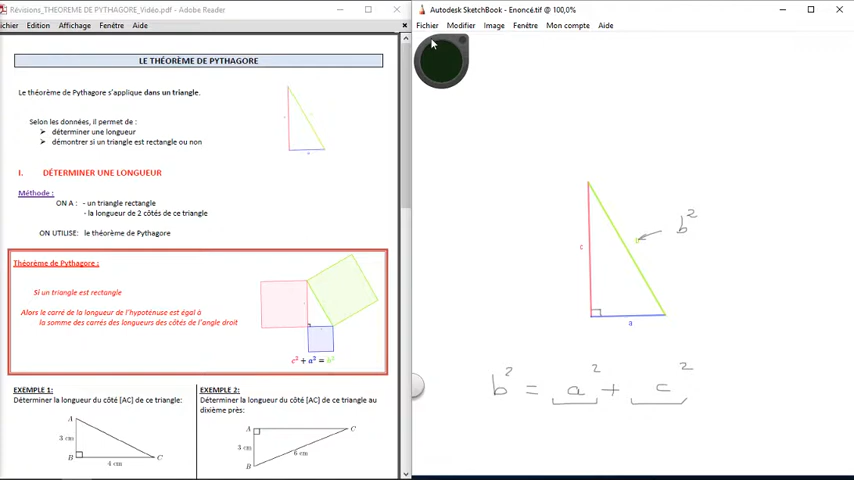 Révisions_THEOREME DE PYTHAGORE_Vidéo.pdf - Adobe Reader
Fichier Edition Affichage Fenêtre Aide
LE THÉORÈME DE PYTHAGORE
Le théorème de Pythagore s'applique dans un triangle.
Selon les données, il permet de :
➤ déterminer une longueur
➤ démontrer si un triangle est rectangle ou non
a
I. DÉTERMINER UNE LONGUEUR
Méthode :
ON A : - un triangle rectangle
- la longueur de 2 côtés de ce triangle
ON UTILISE: le théorème de Pythagore
Théorème de Pythagore :
Si un triangle est rectangle
Alors le carré de la longueur de l'hypoténuse est égal à
la somme des carrés des longueurs des côtés de l'angle droit
c² + a² = b²
EXEMPLE 1:
Déterminer la longueur du côté [AC] de ce triangle:
A
3 cm
B
4 cm
C
EXEMPLE 2:
Déterminer la longueur du côté [AC] de ce triangle au
dixième près:
A
C
3 cm
6 cm
B
Autodesk SketchBook - Enoncé.tif @ 100,0%
Fichier Modifier Image Fenêtre Mon compte Aide
b²
c
b
a
b² = a² + c²